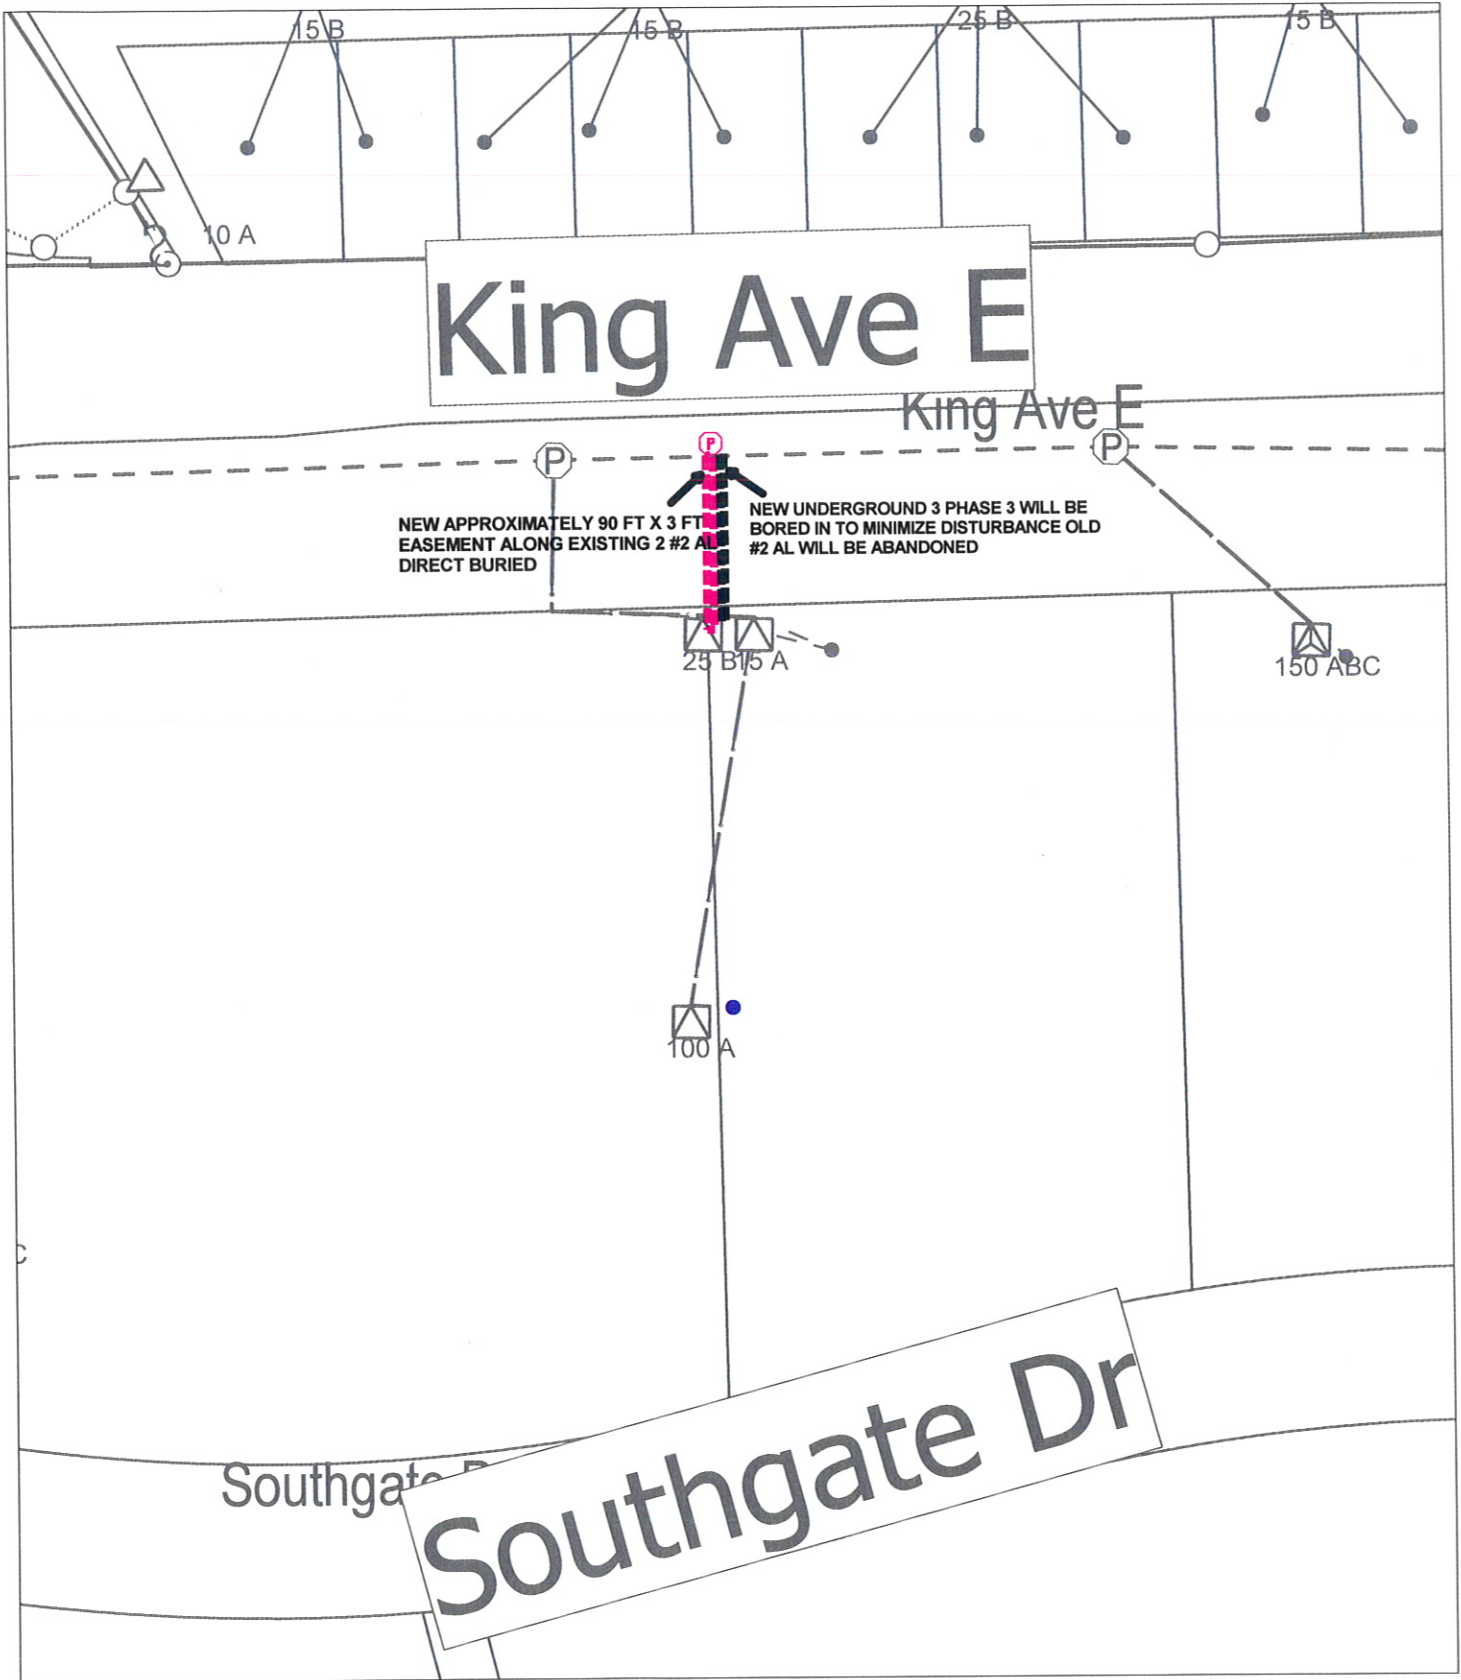 15 B
15 B
25 B
15 B
10 A
King Ave E
King Ave E
P
P
P
NEW APPROXIMATELY 90 FT X 3 FT
EASEMENT ALONG EXISTING 2 #2 AL
DIRECT BURIED
NEW UNDERGROUND 3 PHASE 3 WILL BE
BORED IN TO MINIMIZE DISTURBANCE OLD
#2 AL WILL BE ABANDONED
25 B
15 A
150 ABC
100 A
C
Southgate D
Southgate Dr